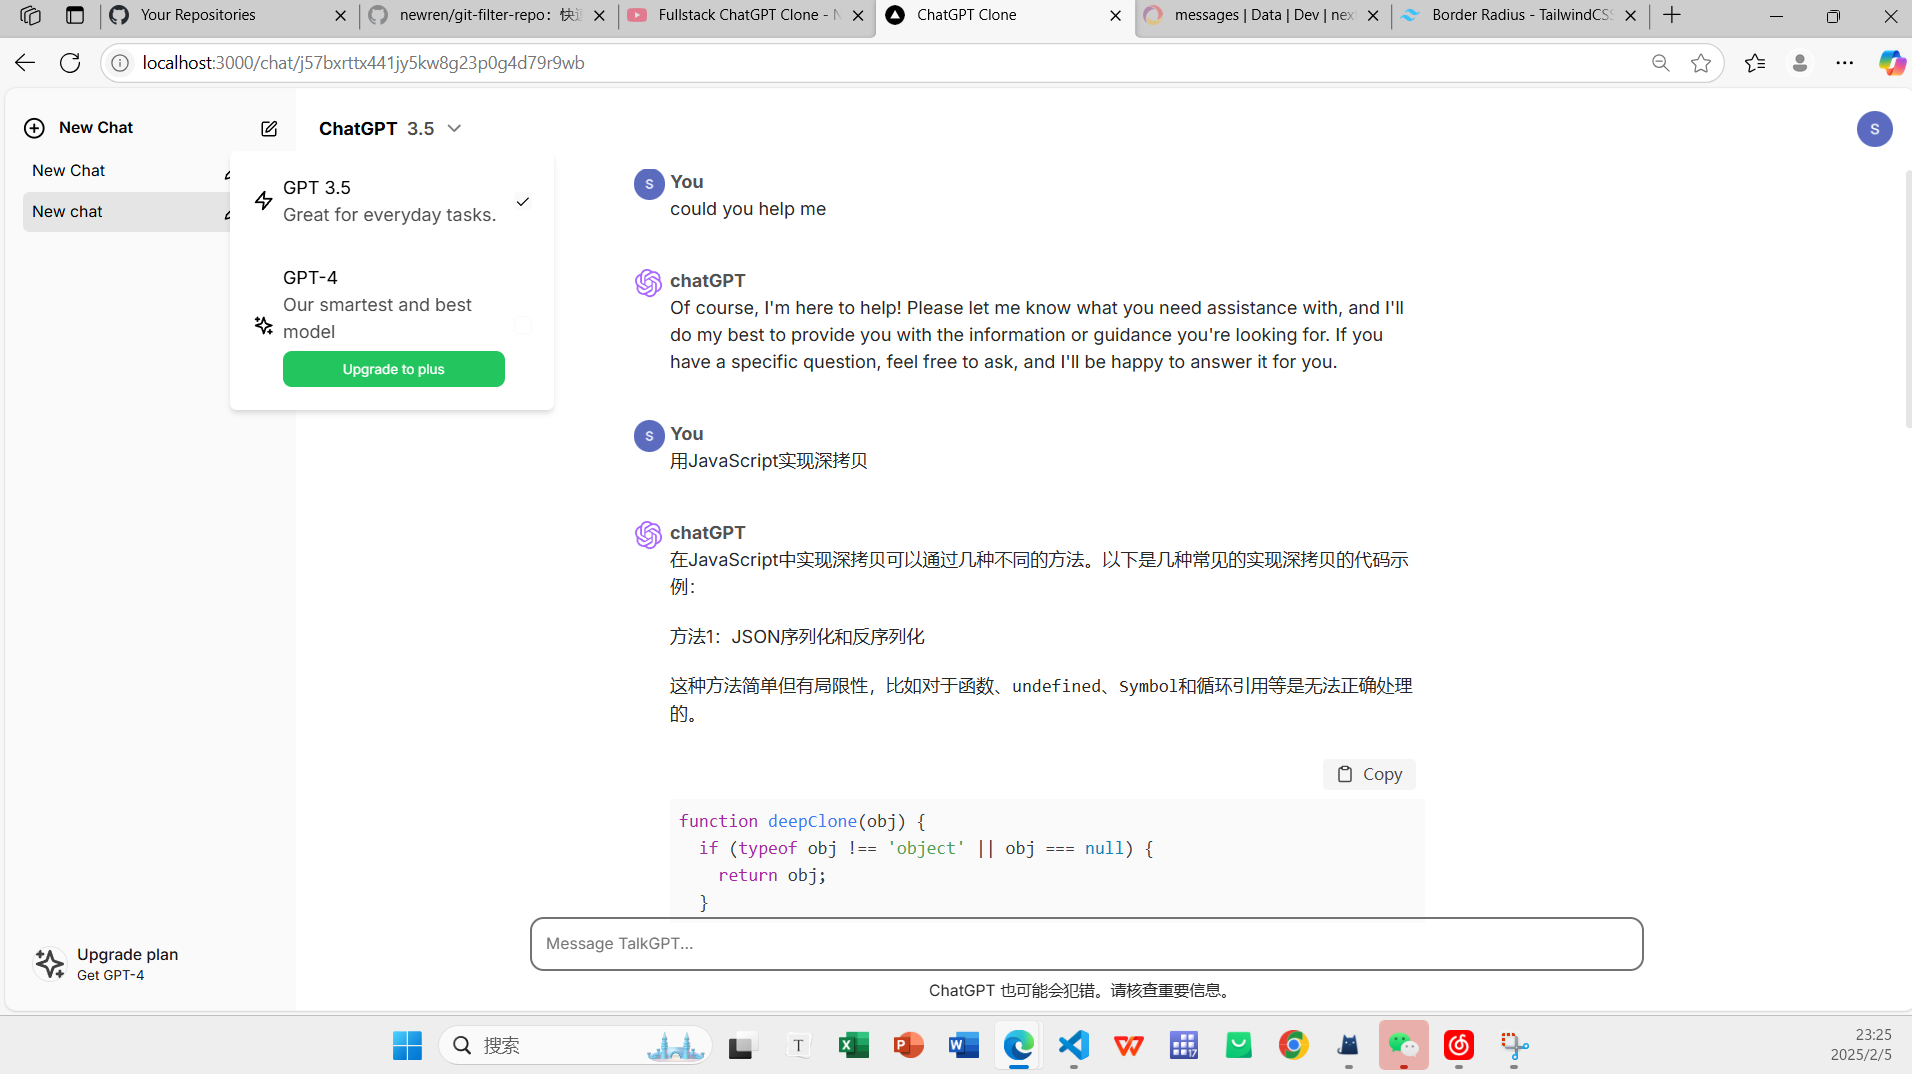 Your Repositories
newren/git-filter-repo: 快
Fullstack ChatGPT Clone - N
ChatGPT Clone
messages | Data | Dev | nex
Border Radius - TailwindCSS
localhost:3000/chat/j57bxrttx441jy5kw8g23p0g4d79r9wb
New Chat
New Chat
New chat
ChatGPT 3.5
S
GPT 3.5
Great for everyday tasks.
GPT-4
Our smartest and best
model
Upgrade to plus
S
You
could you help me
chatGPT
Of course, I'm here to help! Please let me know what you need assistance with, and I'll
do my best to provide you with the information or guidance you're looking for. If you
have a specific question, feel free to ask, and I'll be happy to answer it for you.
S
You
用JavaScript实现深拷贝
chatGPT
在JavaScript中实现深拷贝可以通过几种不同的方法。以下是几种常见的实现深拷贝的代码示
例：
方法1：JSON序列化和反序列化
这种方法简单但有局限性，比如对于函数、undefined、Symbol和循环引用等是无法正确处理
的。
Copy
function deepClone(obj) {
if (typeof obj !== 'object' || obj === null) {
return obj;
}
Message TalkGPT...
ChatGPT 也可能会犯错。请核查重要信息。
Upgrade plan
Get GPT-4
搜索
T
17
23:25
2025/2/5